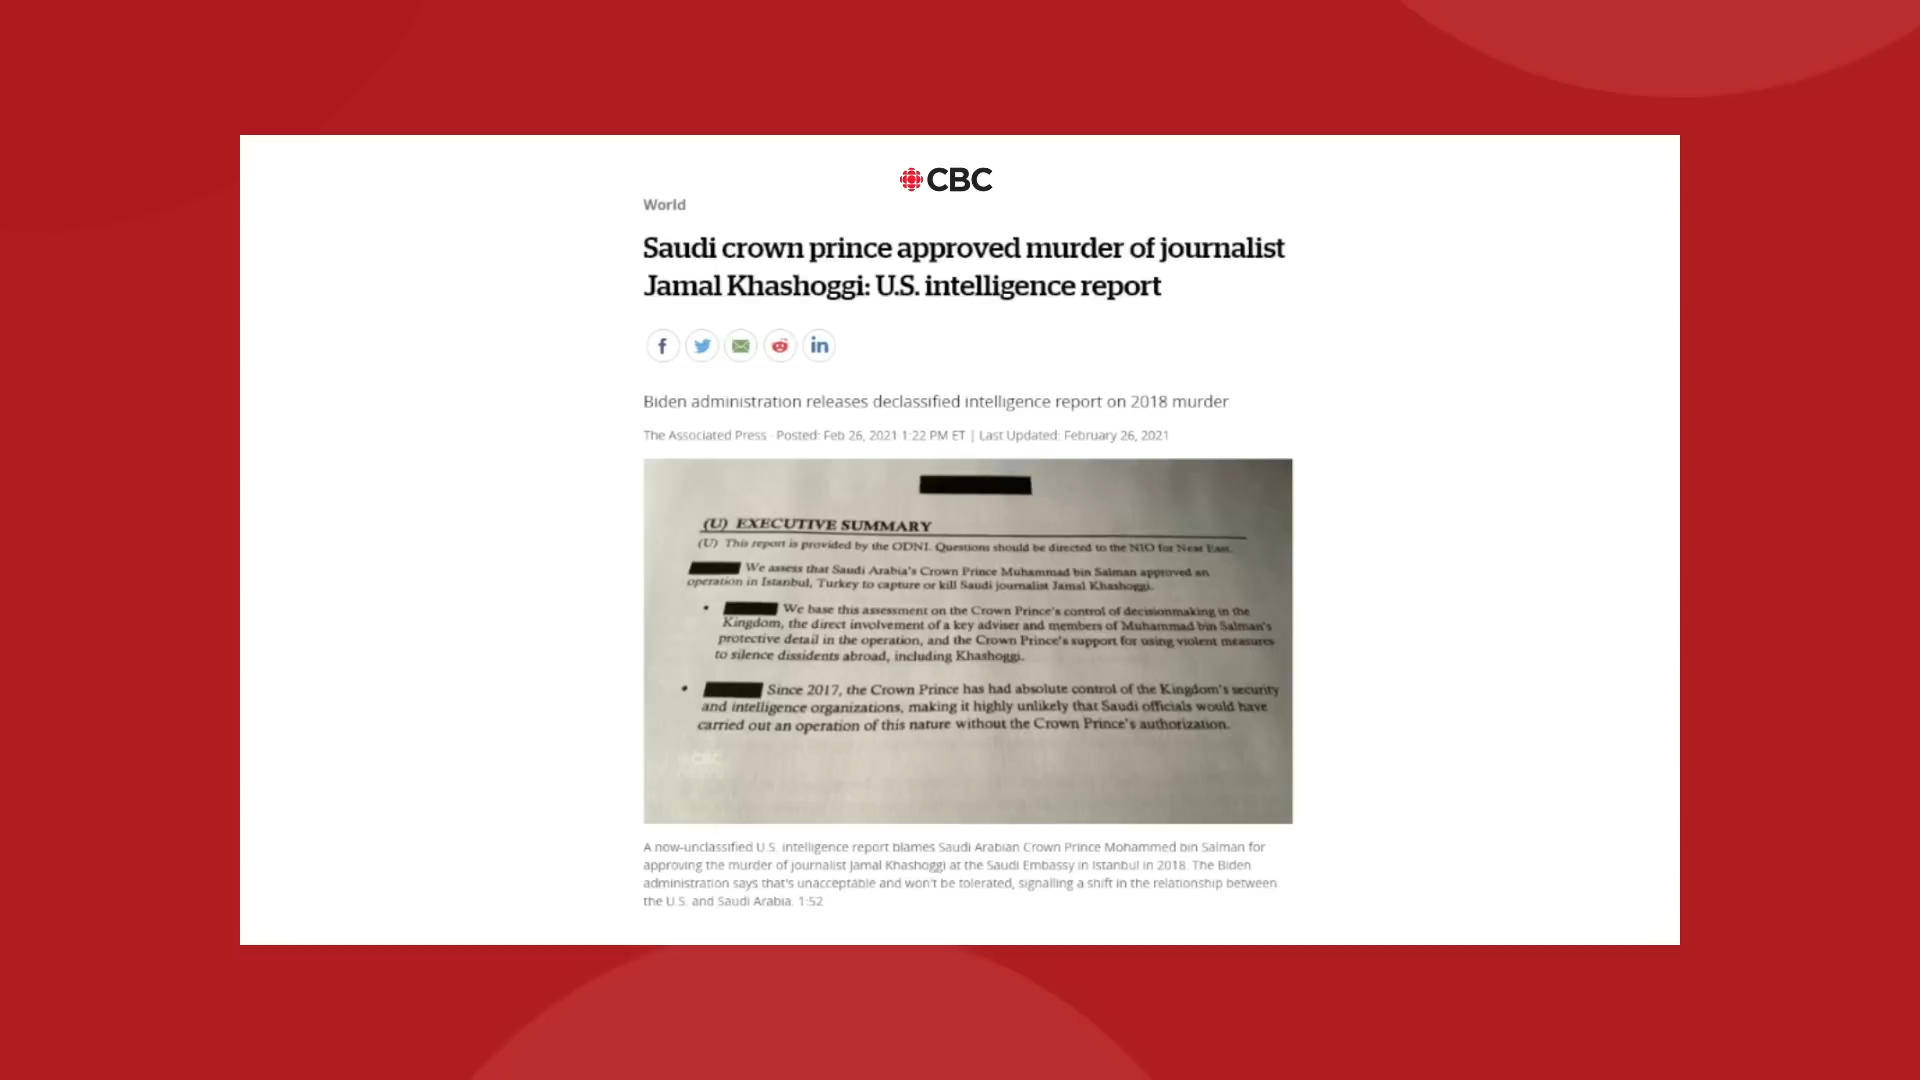 CBC
World
Saudi crown prince approved murder of journalist
Jamal Khashoggi: U.S. intelligence report
Biden administration releases declassified intelligence report on 2018 murder
The Associated Press · Posted: Feb 26, 2021 1:22 PM ET | Last Updated: February 26, 2021
(U) EXECUTIVE SUMMARY
(U) This report is provided by the ODNI. Questions should be directed to the NIO for Near East.
We assess that Saudi Arabia's Crown Prince Muhammad bin Salman approved an
operation in Istanbul, Turkey to capture or kill Saudi journalist Jamal Khashoggi.
• We base this assessment on the Crown Prince's control of decisionmaking in the
Kingdom, the direct involvement of a key adviser and members of Muhammad bin Salman's
protective detail in the operation, and the Crown Prince's support for using violent measures
to silence dissidents abroad, including Khashoggi.
• Since 2017, the Crown Prince has had absolute control of the Kingdom's security
and intelligence organizations, making it highly unlikely that Saudi officials would have
carried out an operation of this nature without the Crown Prince's authorization.
CBC
A now-unclassified U.S. intelligence report blames Saudi Arabian Crown Prince Mohammed bin Salman for
approving the murder of journalist Jamal Khashoggi at the Saudi Embassy in Istanbul in 2018. The Biden
administration says that's unacceptable and won't be tolerated, signalling a shift in the relationship between
the U.S. and Saudi Arabia. 1:52